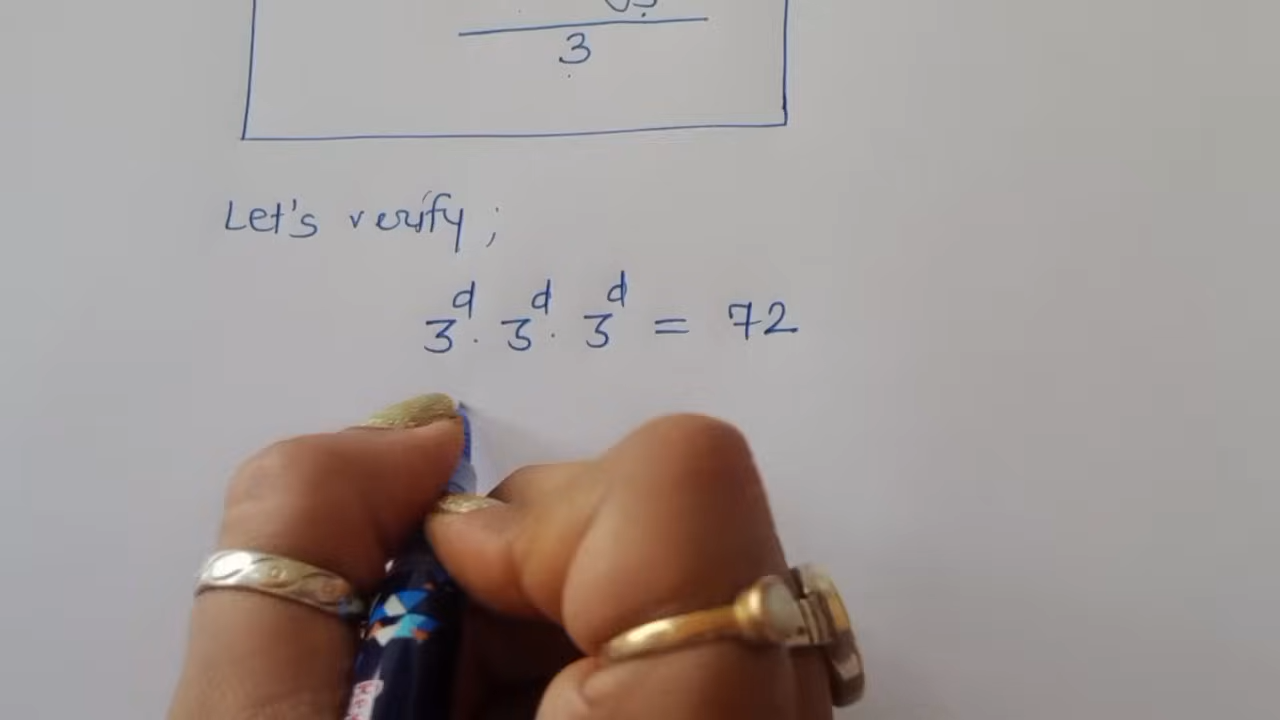 3
Let's verify;
3^d . 3^d . 3^d = 72